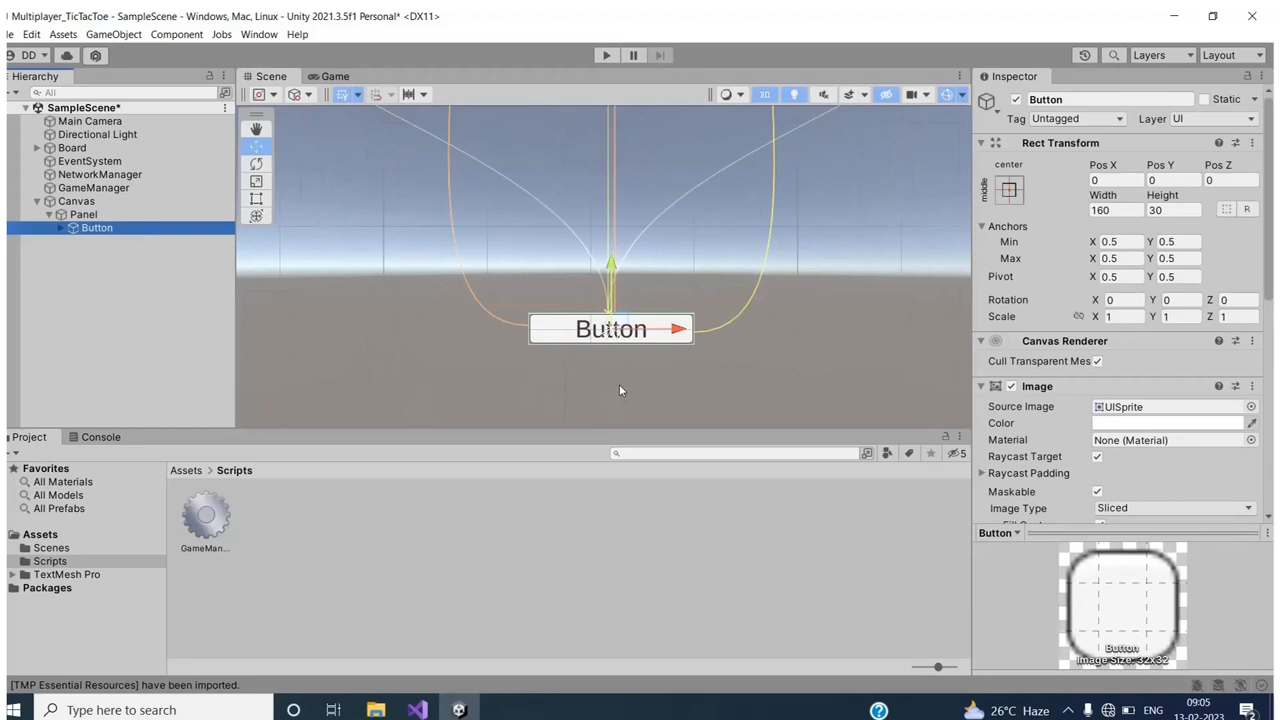 Multiplayer_TicTacToe - SampleScene - Windows, Mac, Linux - Unity 2021.3.5f1 Personal* <DX11>
Edit Assets GameObject Component Jobs Window Help
DD
Layers
Layout
Hierarchy
All
SampleScene*
Main Camera
Directional Light
Board
EventSystem
NetworkManager
GameManager
Canvas
Panel
Button
Scene
Game
2D
Button
Inspector
Button
Static
Tag Untagged
Layer UI
Rect Transform
center
middle
Pos X Pos Y Pos Z
0 0 0
Width Height
160 30
R
Anchors
Min X 0.5 Y 0.5
Max X 0.5 Y 0.5
Pivot X 0.5 Y 0.5
Rotation X 0 Y 0 Z 0
Scale X 1 Y 1 Z 1
Canvas Renderer
Cull Transparent Mes
Image
Source Image UISprite
Color
Material None (Material)
Raycast Target
Raycast Padding
Maskable
Image Type Sliced
Button
Button
Image Size: 32x32
Project
Console
5
Favorites
All Materials
All Models
All Prefabs
Assets
Scenes
Scripts
TextMesh Pro
Packages
Assets > Scripts
GameMan...
[TMP Essential Resources] have been imported.
Type here to search
26°C Haze
ENG
09:05
13-02-2023
2